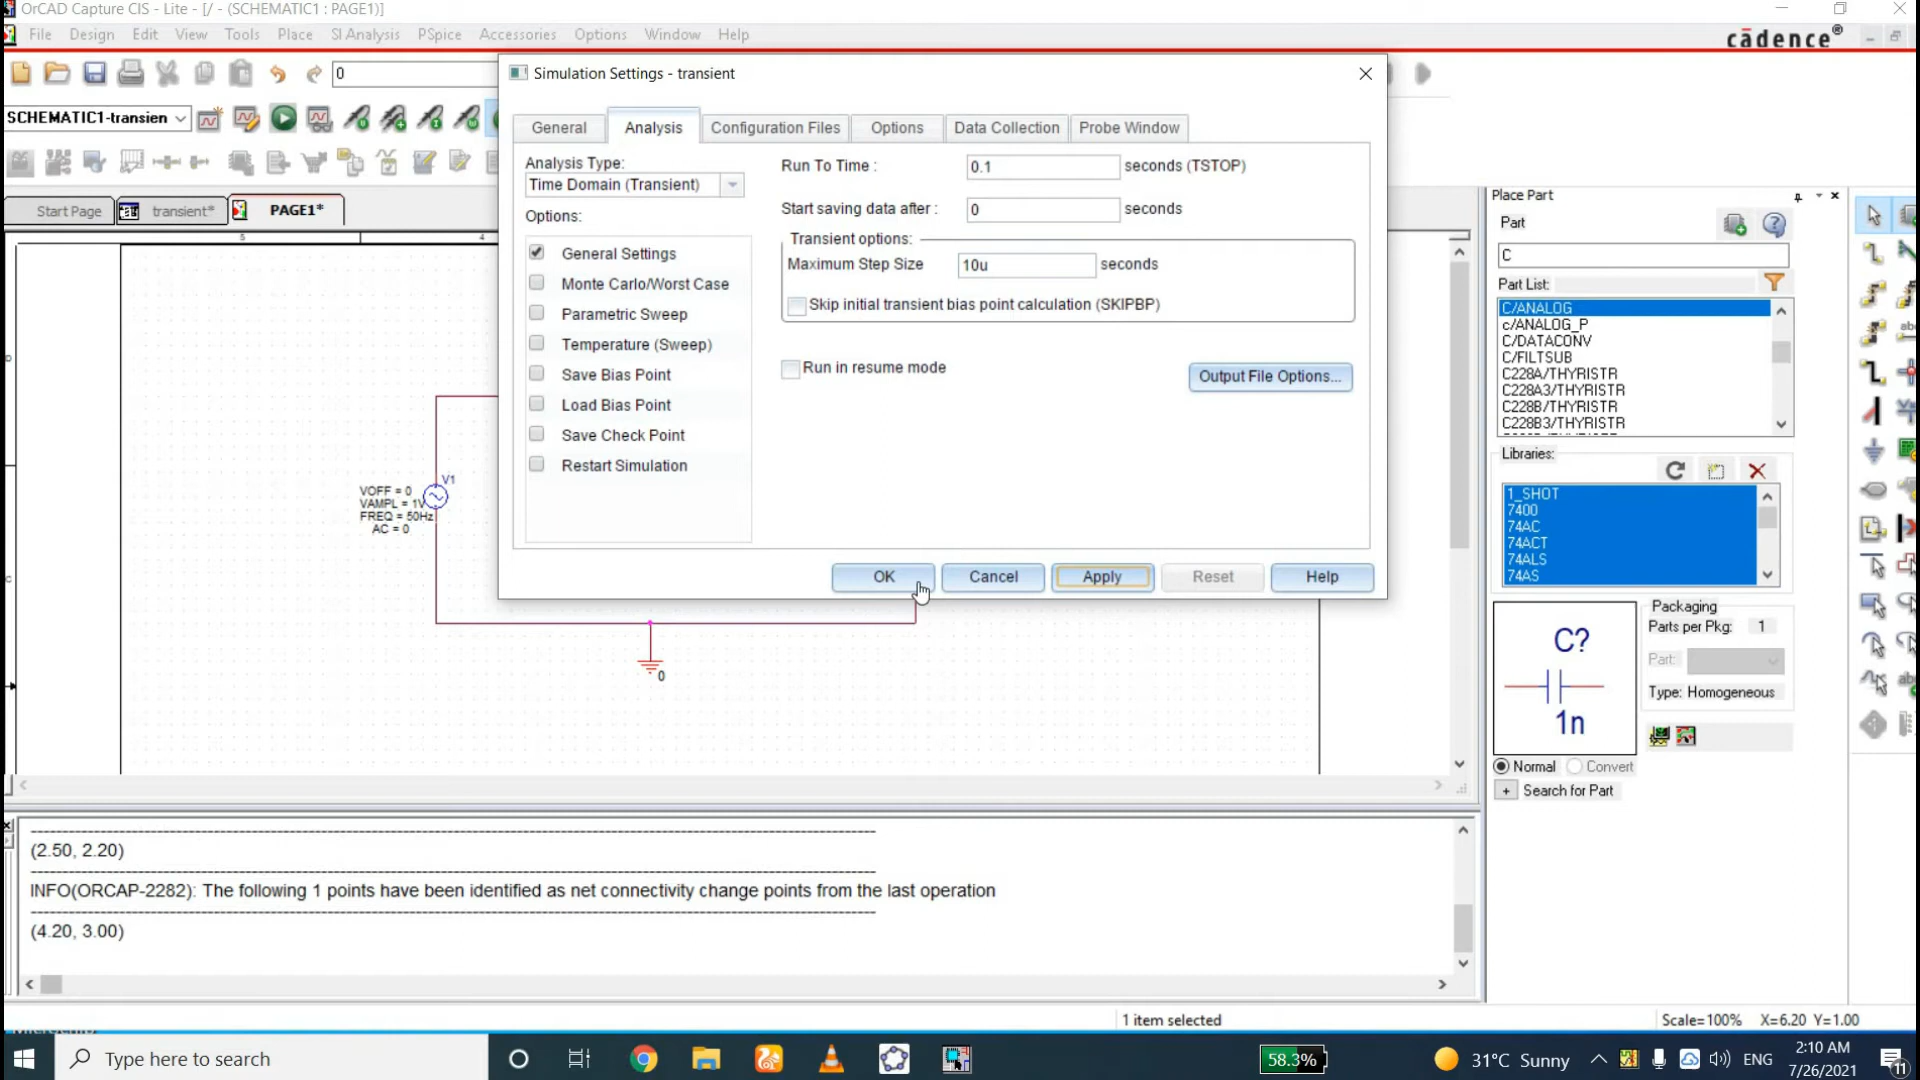 OrCAD Capture CIS - Lite - [/ - (SCHEMATIC1 : PAGE1)]
File Design Edit View Tools Place SI Analysis PSpice Accessories Options Window Help
cādence®
0
SCHEMATIC1-transien
Start Page
transient*
PAGE1*
5
4
Simulation Settings - transient
General
Analysis
Configuration Files
Options
Data Collection
Probe Window
Analysis Type:
Time Domain (Transient)
Options:
General Settings
Monte Carlo/Worst Case
Parametric Sweep
Temperature (Sweep)
Save Bias Point
Load Bias Point
Save Check Point
Restart Simulation
Run To Time :
0.1
seconds (TSTOP)
Start saving data after :
0
seconds
Transient options:
Maximum Step Size
10u
seconds
Skip initial transient bias point calculation (SKIPBP)
Run in resume mode
Output File Options...
OK
Cancel
Apply
Reset
Help
V1
VOFF = 0
VAMPL = 1V
FREQ = 50Hz
AC = 0
0
Place Part
Part
C
Part List:
C/ANALOG
c/ANALOG_P
C/DATACONV
C/FILTSUB
C228A/THYRISTR
C228A3/THYRISTR
C228B/THYRISTR
C228B3/THYRISTR
Libraries:
1_SHOT
7400
74AC
74ACT
74ALS
74AS
C?
1n
Packaging
Parts per Pkg: 1
Part:
Type: Homogeneous
Normal
Convert
+ Search for Part
(2.50, 2.20)
INFO(ORCAP-2282): The following 1 points have been identified as net connectivity change points from the last operation
(4.20, 3.00)
1 item selected
Scale=100% X=6.20 Y=1.00
Type here to search
58.3%
31°C Sunny
ENG
2:10 AM
7/26/2021
11